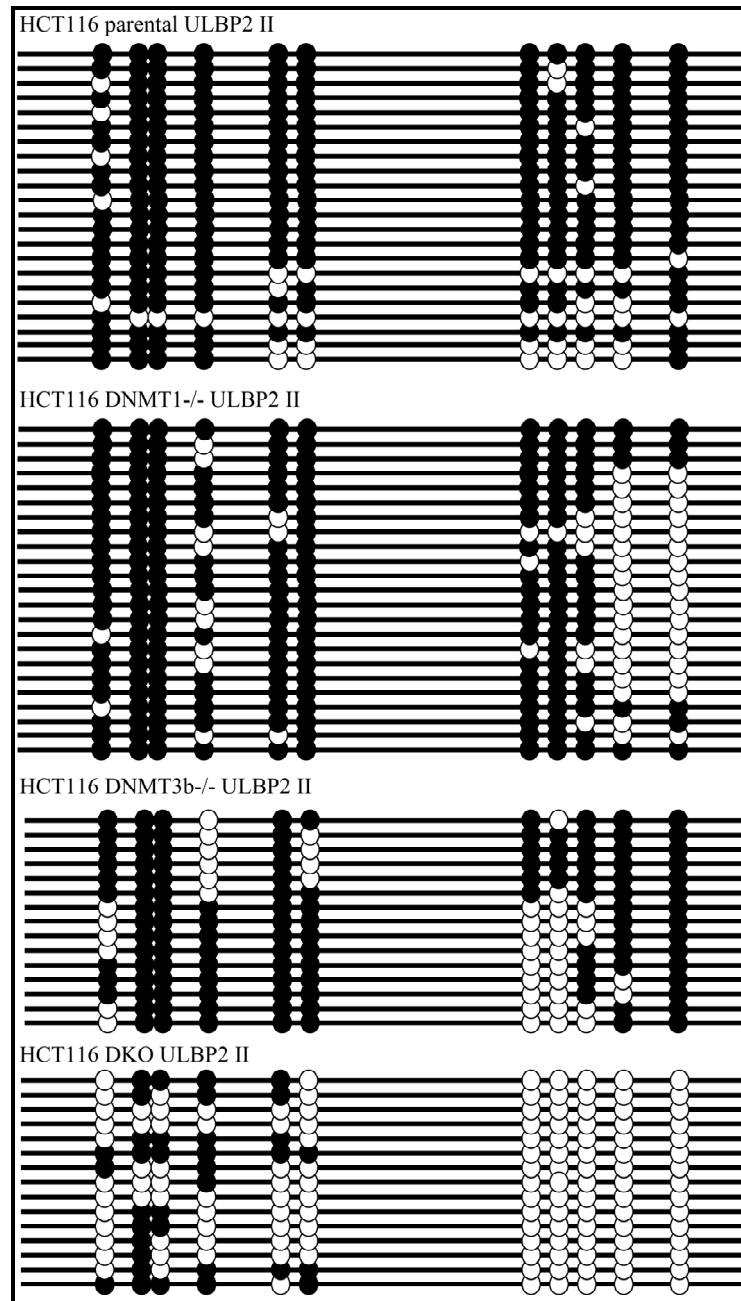 HCT116 parental ULBP2 II
HCT116 DNMT1-/- ULBP2 II
HCT116 DNMT3b-/- ULBP2 II
HCT116 DKO ULBP2 II